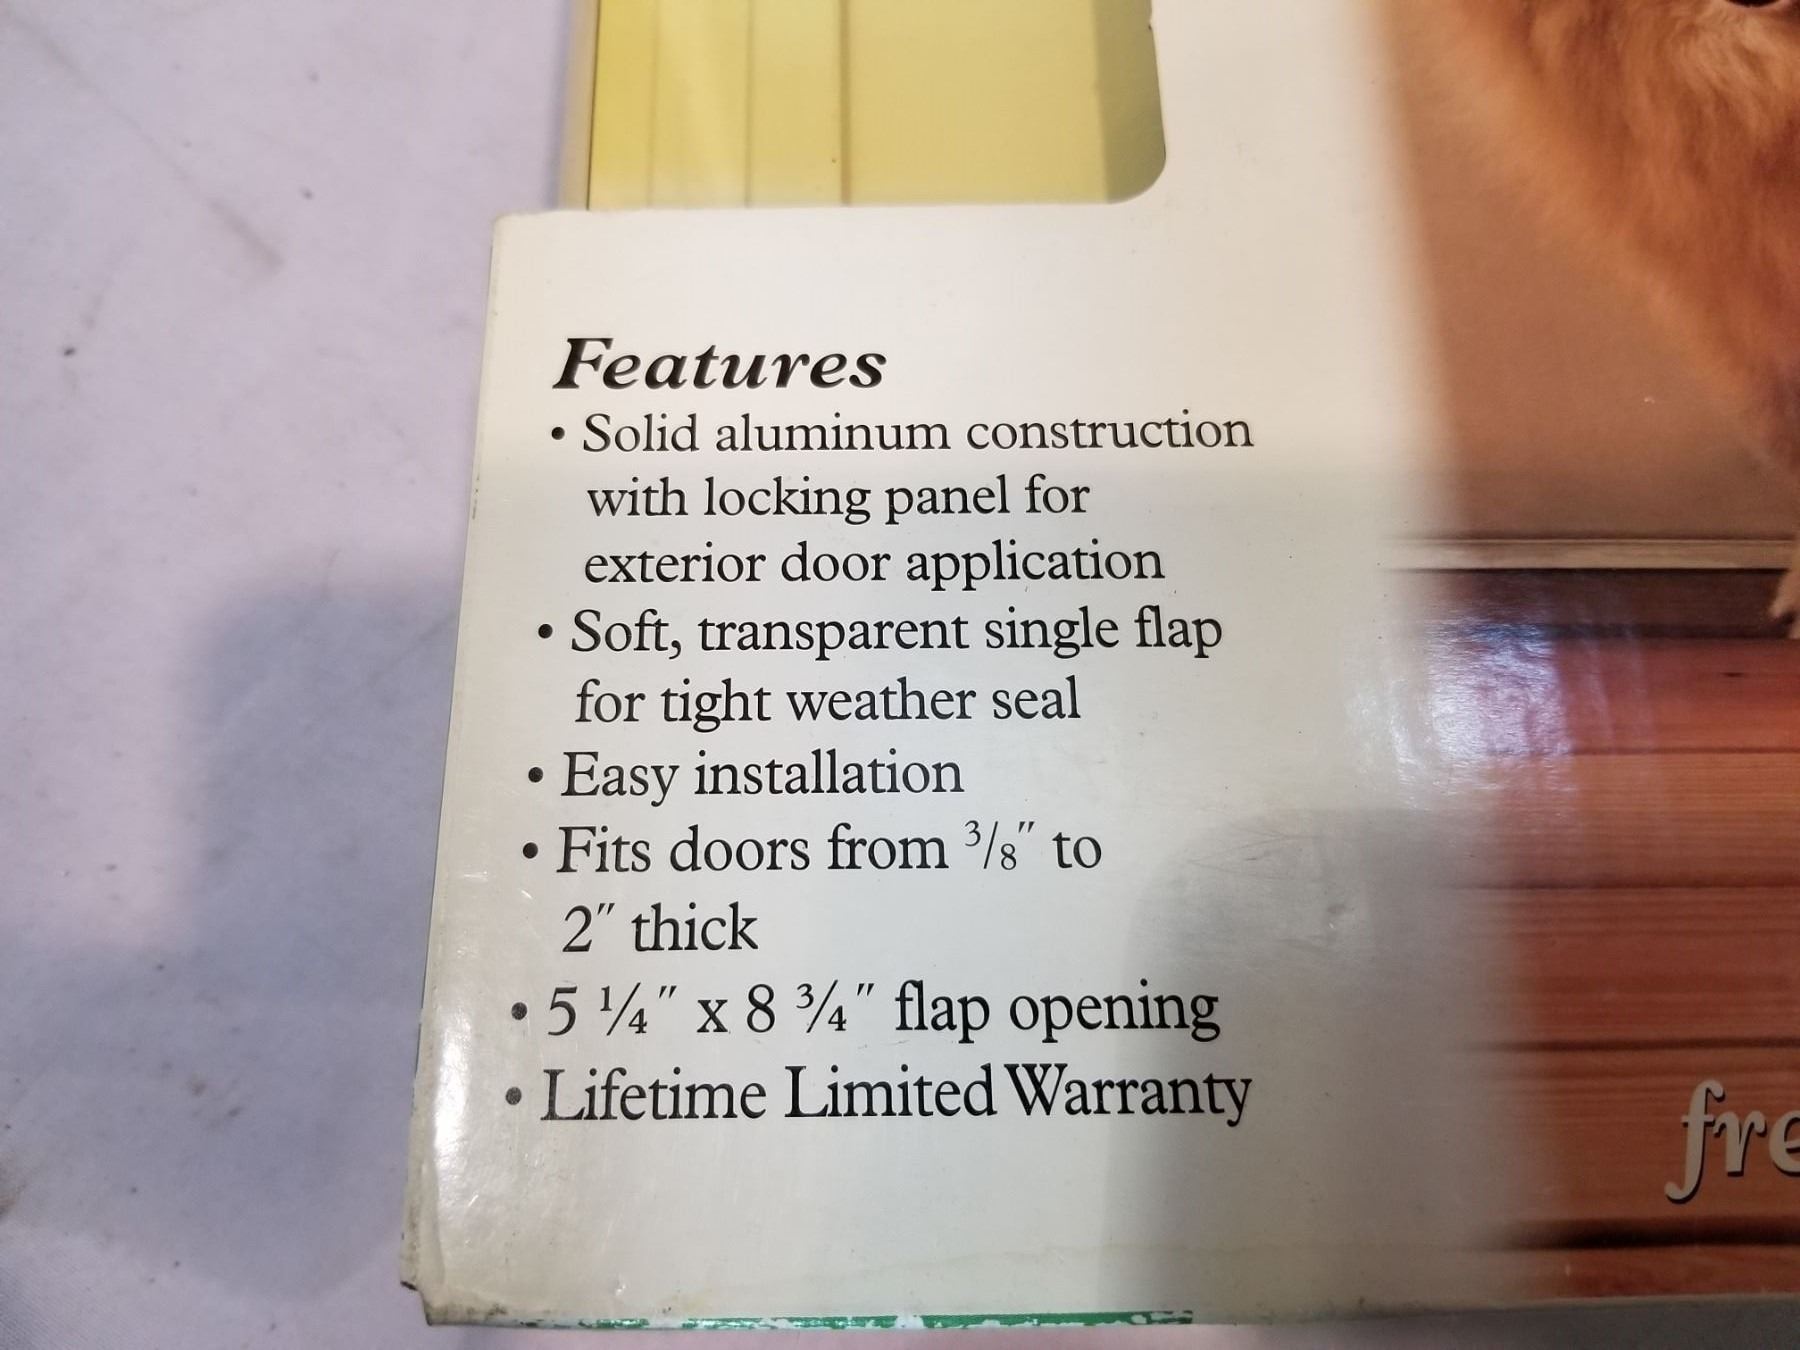 Features
• Solid aluminum construction
with locking panel for
exterior door application
• Soft, transparent single flap
for tight weather seal
• Easy installation
• Fits doors from 3/8" to
2" thick
• 5 1/4" x 8 3/4" flap opening
• Lifetime Limited Warranty